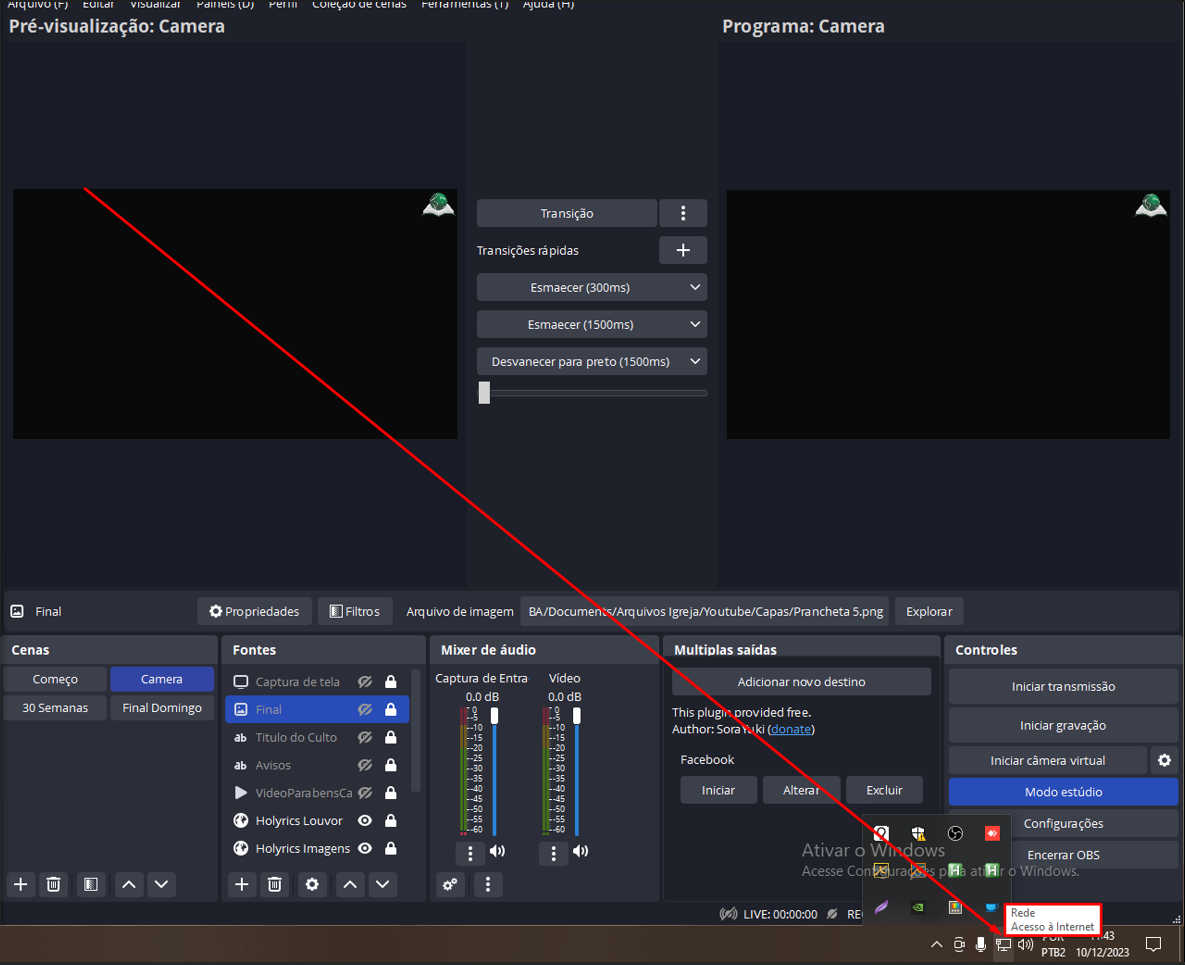 Arquivo (F) Editar Visualizar Painéis (D) Perfil Coleção de cenas Ferramentas (T) Ajuda (H)
Pré-visualização: Camera
Programa: Camera
Transição
Transições rápidas
Esmaecer (300ms)
Esmaecer (1500ms)
Desvanecer para preto (1500ms)
Final
Propriedades
Filtros
Arquivo de imagem
BA/Documents/Arquivos Igreja/Youtube/Capas/Prancheta 5.png
Explorar
Cenas
Começo
Camera
30 Semanas
Final Domingo
Fontes
Captura de tela
Final
ab Titulo do Culto
ab Avisos
VideoParabensCa
Holyrics Louvor
Holyrics Imagens
Mixer de áudio
Captura de Entra
0.0 dB
0
-5
-10
-15
-20
-25
-30
-35
-40
-45
-50
-55
-60
Vídeo
0.0 dB
0
-5
-10
-15
-20
-25
-30
-35
-40
-45
-50
-55
-60
Multiplas saídas
Adicionar novo destino
This plugin provided free.
Author: SoraYuki (donate)
Facebook
Iniciar
Alterar
Excluir
Controles
Iniciar transmissão
Iniciar gravação
Iniciar câmera virtual
Modo estúdio
Configurações
Encerrar OBS
Ativar o Windows
Acesse Configurações para ativar o Windows.
LIVE: 00:00:00
REC
Rede
Acesso à Internet
POR
PTB2
11:43
10/12/2023